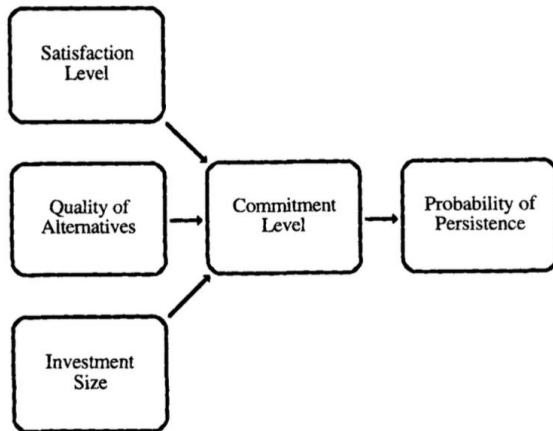 Satisfaction
Level
Quality of
Alternatives
Commitment
Level
Probability of
Persistence
Investment
Size